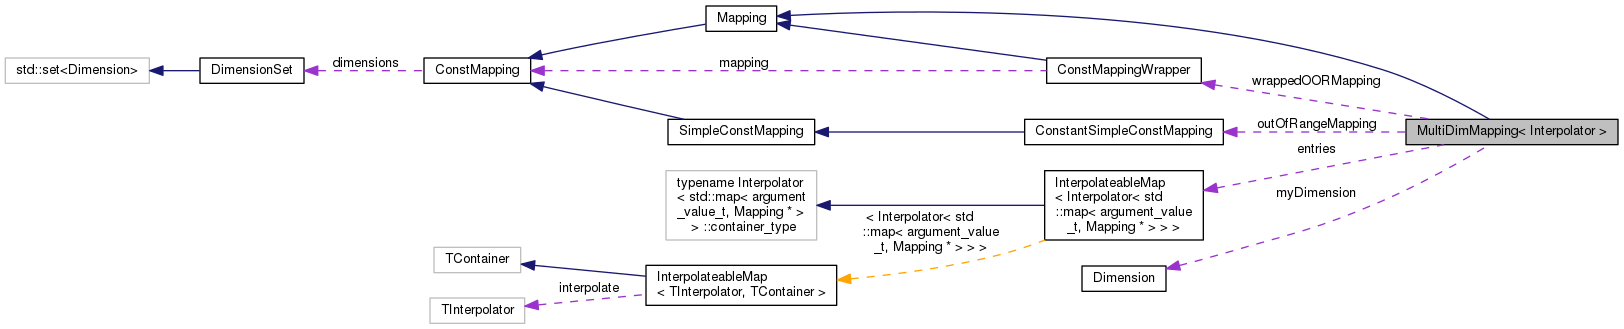 Mapping
std::set<Dimension>
DimensionSet
dimensions
ConstMapping
mapping
ConstMappingWrapper
wrappedOORMapping
SimpleConstMapping
ConstantSimpleConstMapping
outOfRangeMapping
MultiDimMapping< Interpolator >
entries
typename Interpolator
< std::map< argument
_value_t, Mapping * >
> ::container_type
InterpolateableMap
< Interpolator< std
::map< argument_value
_t, Mapping * > > >
myDimension
< Interpolator< std
::map< argument_value
_t, Mapping * > > >
TContainer
InterpolateableMap
< TInterpolator, TContainer >
Dimension
interpolate
TInterpolator